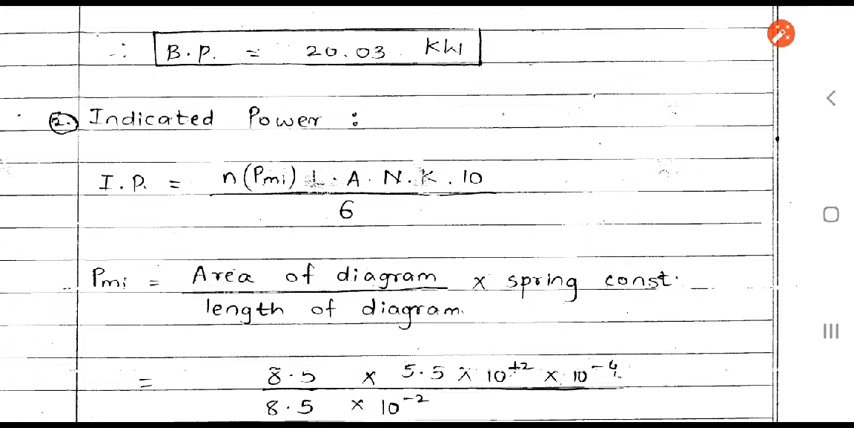 ∴ B.P. = 20.03 KW
2. Indicated Power :
I.P. = n(Pmi) L. A. N. K. 10
6
Pmi = Area of diagram × spring const.
length of diagram.
= 8.5 × 5.5 × 10+2 × 10-4
8.5 × 10-2